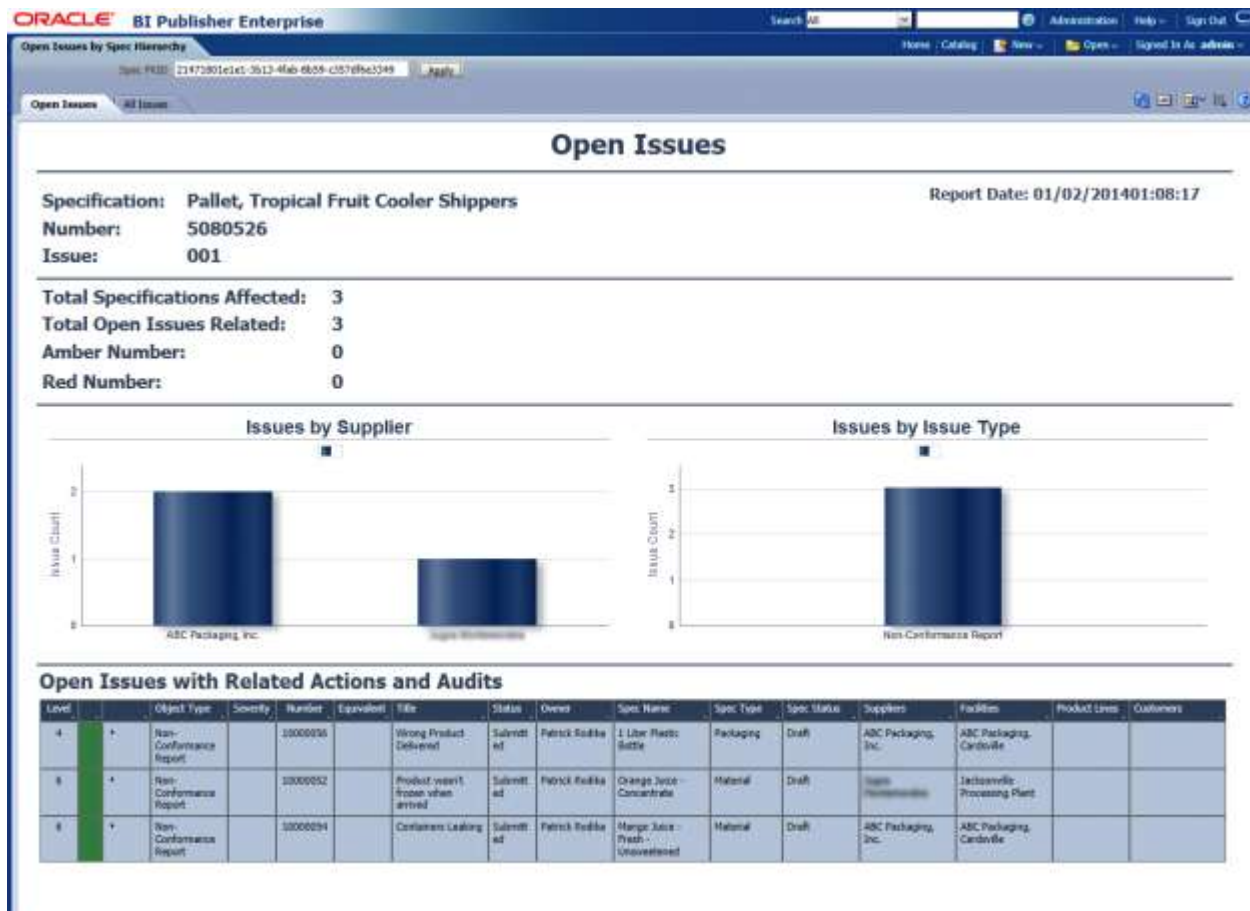 ORACLE BI Publisher Enterprise
Search All Administration Help Sign Out
Open Issues by Spec Hierarchy
Home Catalog New Open Signed In As admin
Spec PKID Apply
Open Issues All Issues
Open Issues
Specification: Pallet, Tropical Fruit Cooler Shippers
Report Date: 01/02/201401:08:17
Number: 5080526
Issue: 001
Total Specifications Affected: 3
Total Open Issues Related: 3
Amber Number: 0
Red Number: 0
Issues by Supplier
Issue Count
2
1
0
ABC Packaging, Inc.
Issues by Issue Type
Issue Count
3
2
1
0
Non-Conformance Report
Open Issues with Related Actions and Audits
Level Object Type Severity Number Equivalent Title Status Owner Spec Name Spec Type Spec Status Suppliers Facilities Product Lines Customers
4 Non-Conformance Report Wrong Product Delivered Submitted Patrick 1 Liter Plastic Bottle Packaging Draft ABC Packaging, Inc. ABC Packaging, Cardsville
6 Non-Conformance Report 10000052 Product wasn't frozen when arrived Submitted Patrick Orange Juice - Concentrate Material Draft Jacksonville Processing Plant
6 Non-Conformance Report 10000054 Containers Leaking Submitted Patrick Mango Juice - Fresh - Unsweetened Material Draft ABC Packaging, Inc. ABC Packaging, Cardsville